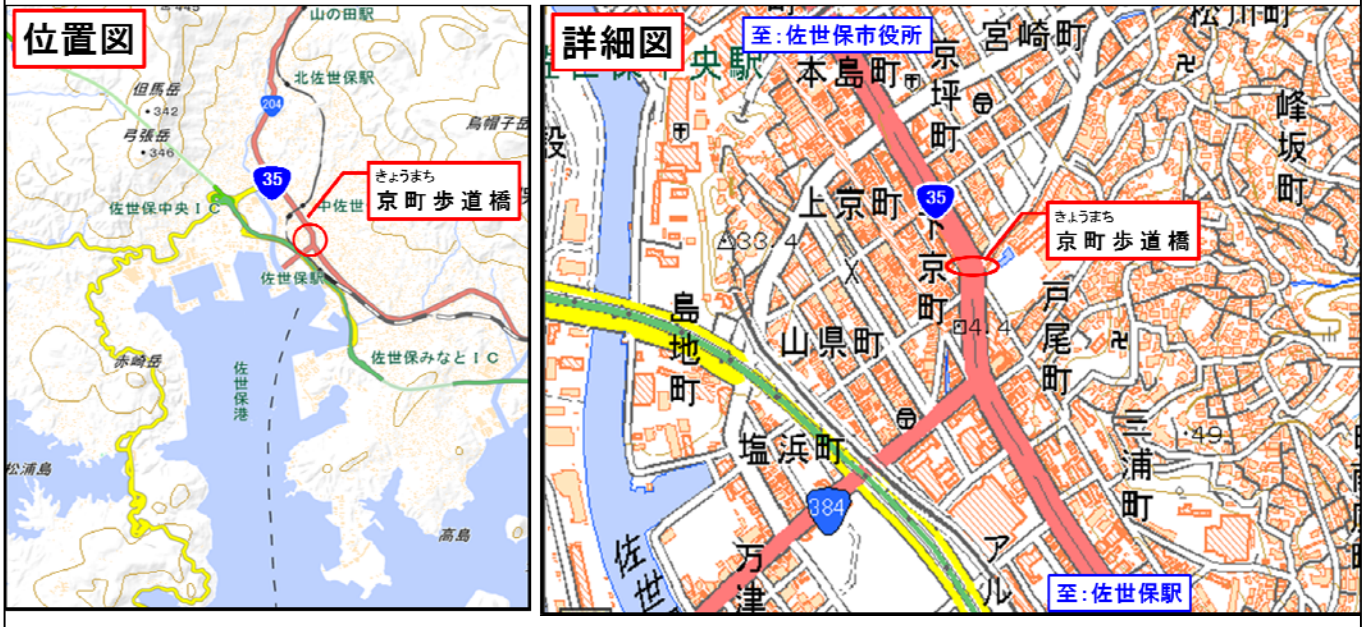 位置図
山の田駅
445
但馬岳
・342
北佐世保駅
204
弓張岳
・346
烏帽子岳
35
きょうまち
京町歩道橋
佐世保中央IC
中佐世
佐世保駅
赤崎岳
佐世保みなとIC
佐世保港
松浦島
高島
詳細図
至:佐世保市役所
佐世保中央駅
本島町
宮崎町
松川町
京坪町
峰坂町
上京町
35
下京町
きょうまち
京町歩道橋
33.4
島地町
山県町
4.4
戸尾町
塩浜町
三浦町
・49
384
万津
アル
佐世
至:佐世保駅